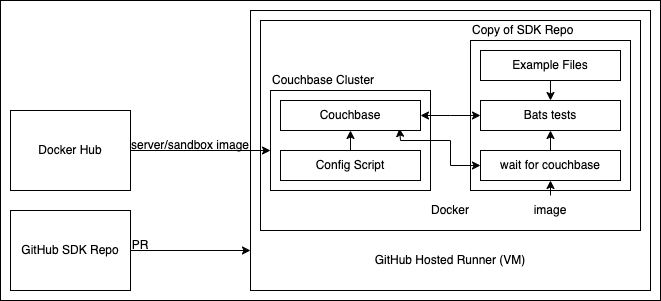 Copy of SDK Repo
Example Files
Couchbase Cluster
Couchbase
Bats tests
Docker Hub
server/sandbox image
Config Script
wait for couchbase
Docker
image
GitHub SDK Repo
PR
GitHub Hosted Runner (VM)